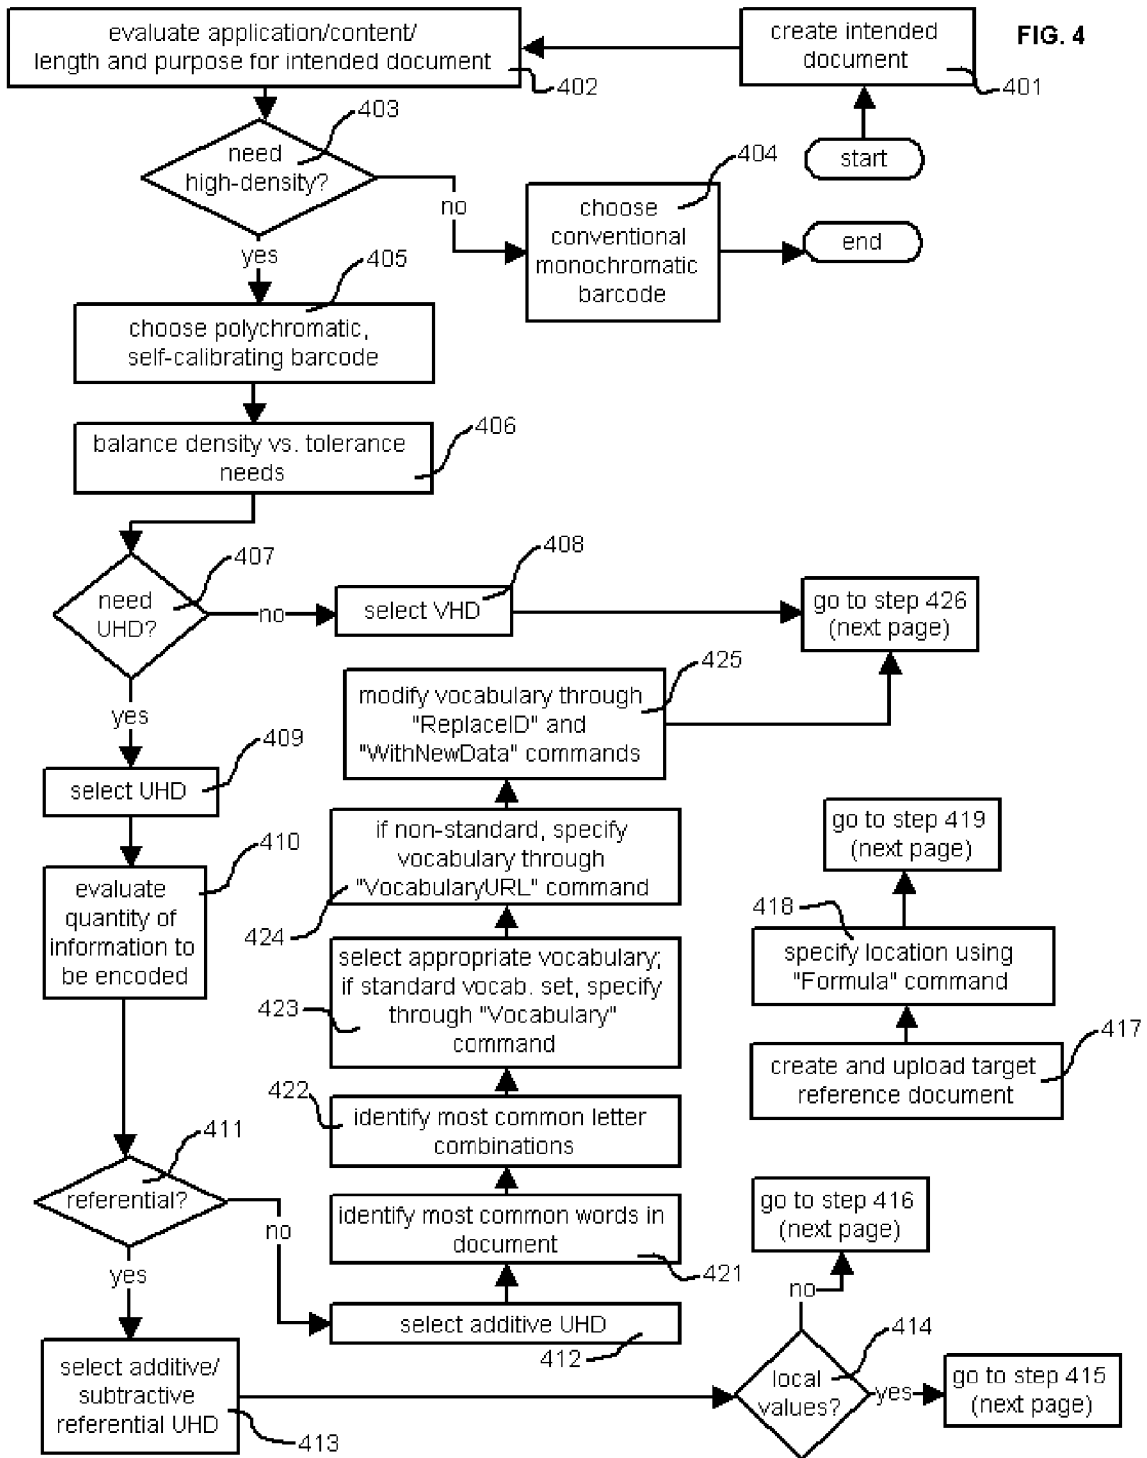 evaluate application/content/
length and purpose for intended document
402
create intended
document
401
FIG. 4
start
403
need
high-density?
no
yes
404
choose
conventional
monochromatic
barcode
end
405
choose polychromatic,
self-calibrating barcode
406
balance density vs. tolerance
needs
407
need
UHD?
no
yes
408
select VHD
go to step 426
(next page)
425
modify vocabulary through
"ReplaceID" and
"WithNewData" commands
409
select UHD
410
evaluate
quantity of
information to
be encoded
if non-standard, specify
vocabulary through
"VocabularyURL" command
424
go to step 419
(next page)
418
specify location using
"Formula" command
select appropriate vocabulary;
if standard vocab. set, specify
through "Vocabulary"
command
423
417
create and upload target
reference document
422
identify most common letter
combinations
411
referential?
no
yes
identify most common words in
document
421
go to step 416
(next page)
no
select additive UHD
412
select additive/
subtractive
referential UHD
413
414
local
values?
yes
go to step 415
(next page)